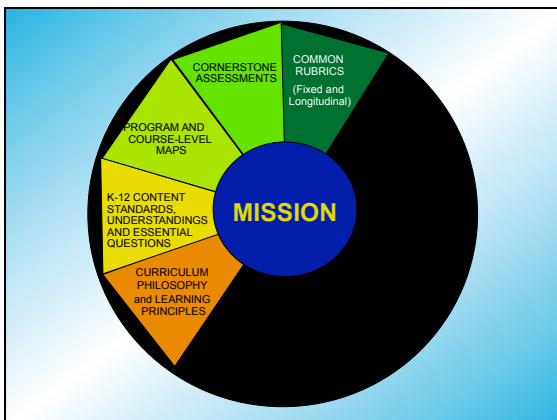 COMMON
RUBRICS
(Fixed and
Longitudinal)
CORNERSTONE
ASSESSMENTS
PROGRAM AND
COURSE-LEVEL
MAPS
K-12 CONTENT
STANDARDS,
UNDERSTANDINGS
AND ESSENTIAL
QUESTIONS
MISSION
CURRICULUM
PHILOSOPHY
and LEARNING
PRINCIPLES